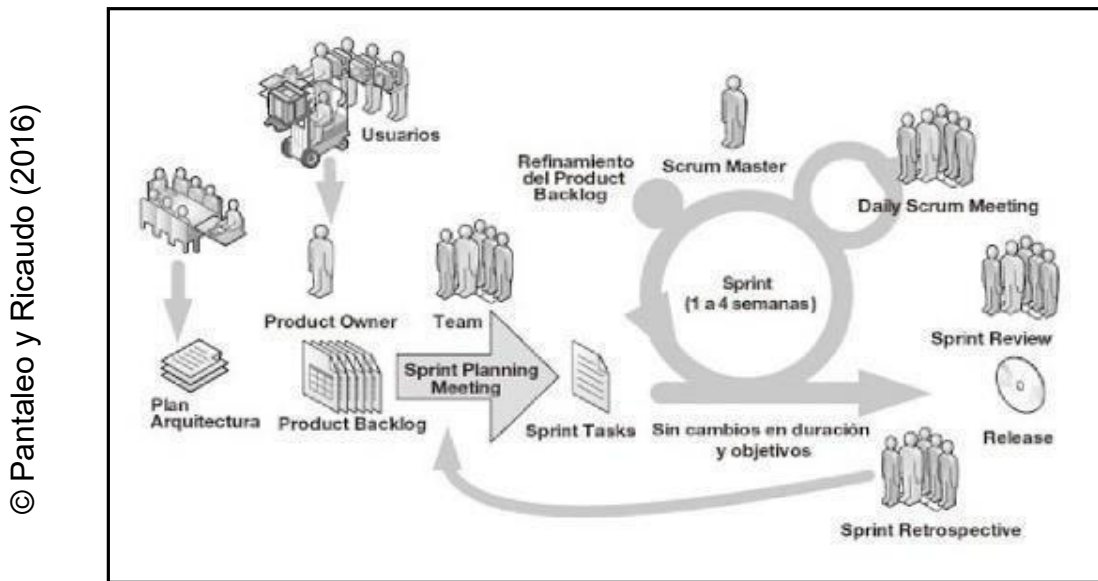 © Pantaleo y Ricaudo (2016)
Usuarios
Refinamiento
del Product
Backlog
Scrum Master
Daily Scrum Meeting
Product Owner
Team
Sprint
(1 a 4 semanas)
Sprint Review
Plan
Arquitectura
Product Backlog
Sprint Planning
Meeting
Sprint Tasks
Sin cambios en duración
y objetivos
Release
Sprint Retrospective